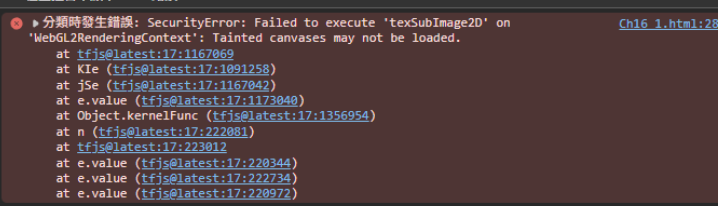 ▶分類時發生錯誤: SecurityError: Failed to execute 'texSubImage2D' on Ch16 1.html:28
'WebGL2RenderingContext': Tainted canvases may not be loaded.
at tfjs@latest:17:1167069
at KIe (tfjs@latest:17:1091258)
at jSe (tfjs@latest:17:1167042)
at e.value (tfjs@latest:17:1173040)
at Object.kernelFunc (tfjs@latest:17:1356954)
at n (tfjs@latest:17:222081)
at tfjs@latest:17:223012
at e.value (tfjs@latest:17:220344)
at e.value (tfjs@latest:17:222734)
at e.value (tfjs@latest:17:220972)